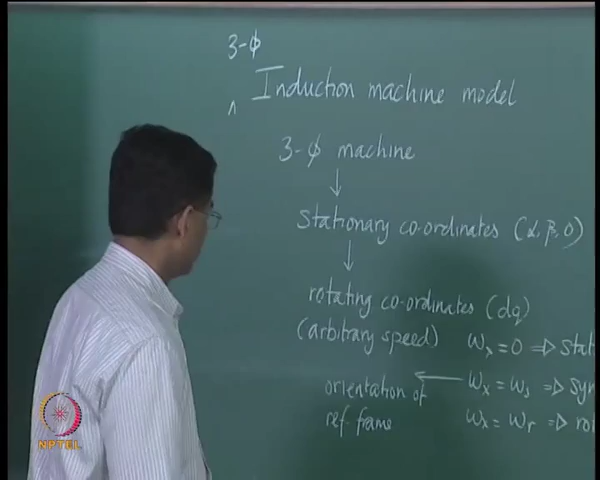 3-ϕ
^ Induction machine model
3-ϕ machine
↓
stationary co-ordinates (α, β, 0)
↓
rotating co-ordinates (dq)
(arbitrary speed) ωx = 0 ⇒ stat
orientation of ← ωx = ωs ⇒ syn
ref. frame ωx = ωr ⇒ ro
NPTEL